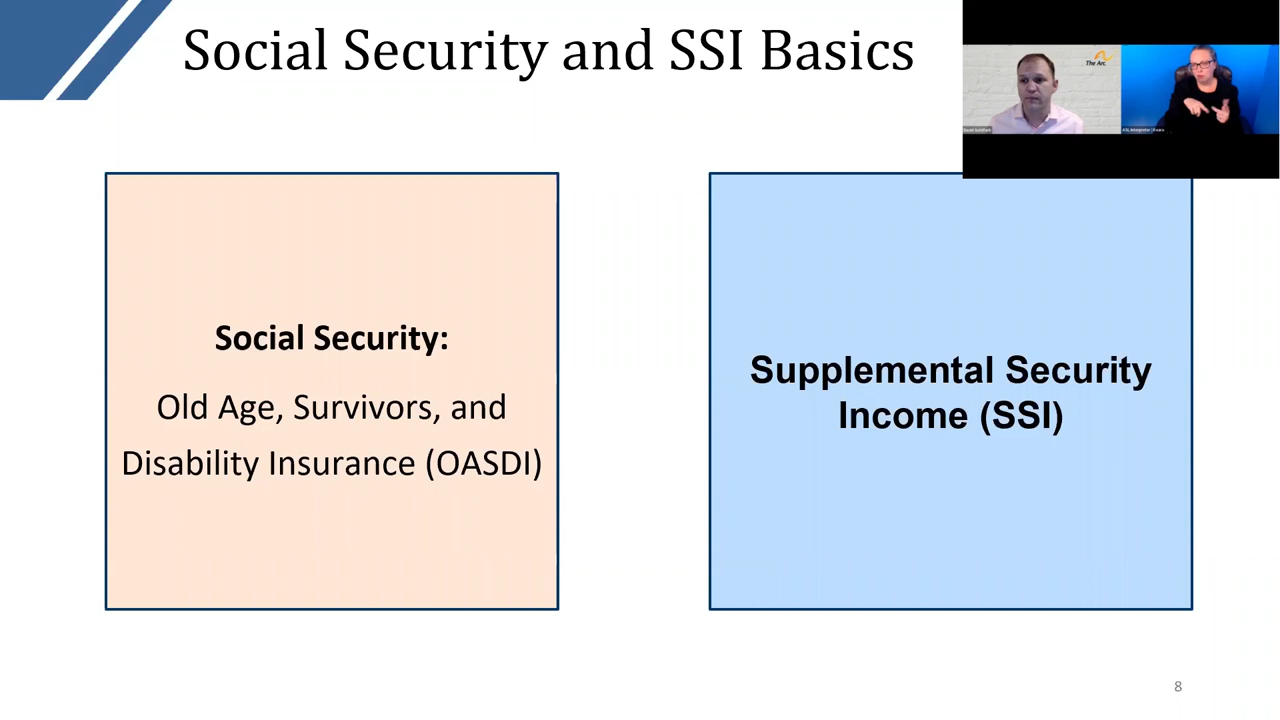 Social Security and SSI Basics
The Arc
Social Security:
Old Age, Survivors, and
Disability Insurance (OASDI)
Supplemental Security
Income (SSI)
8